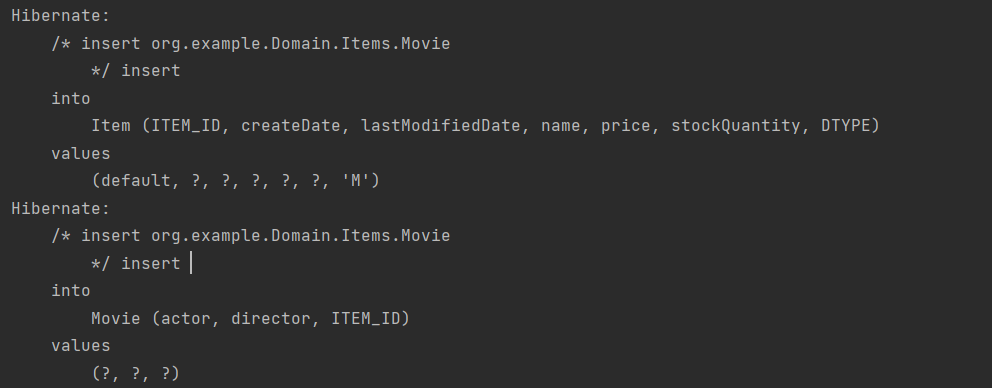 Hibernate:
    /* insert org.example.Domain.Items.Movie
        */ insert
    into
        Item (ITEM_ID, createDate, lastModifiedDate, name, price, stockQuantity, DTYPE)
    values
        (default, ?, ?, ?, ?, ?, 'M')
Hibernate:
    /* insert org.example.Domain.Items.Movie
        */ insert
    into
        Movie (actor, director, ITEM_ID)
    values
        (?, ?, ?)